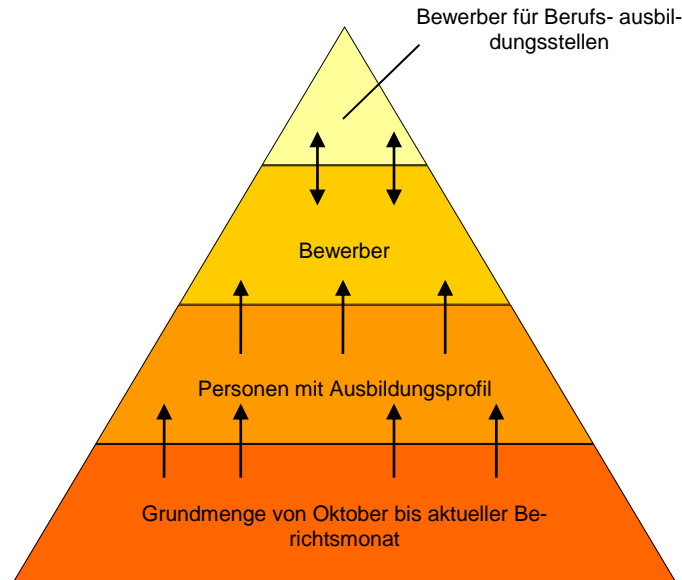 Bewerber für Berufs- ausbil-
dungsstellen
Bewerber
Personen mit Ausbildungsprofil
Grundmenge von Oktober bis aktueller Be-
richtsmonat